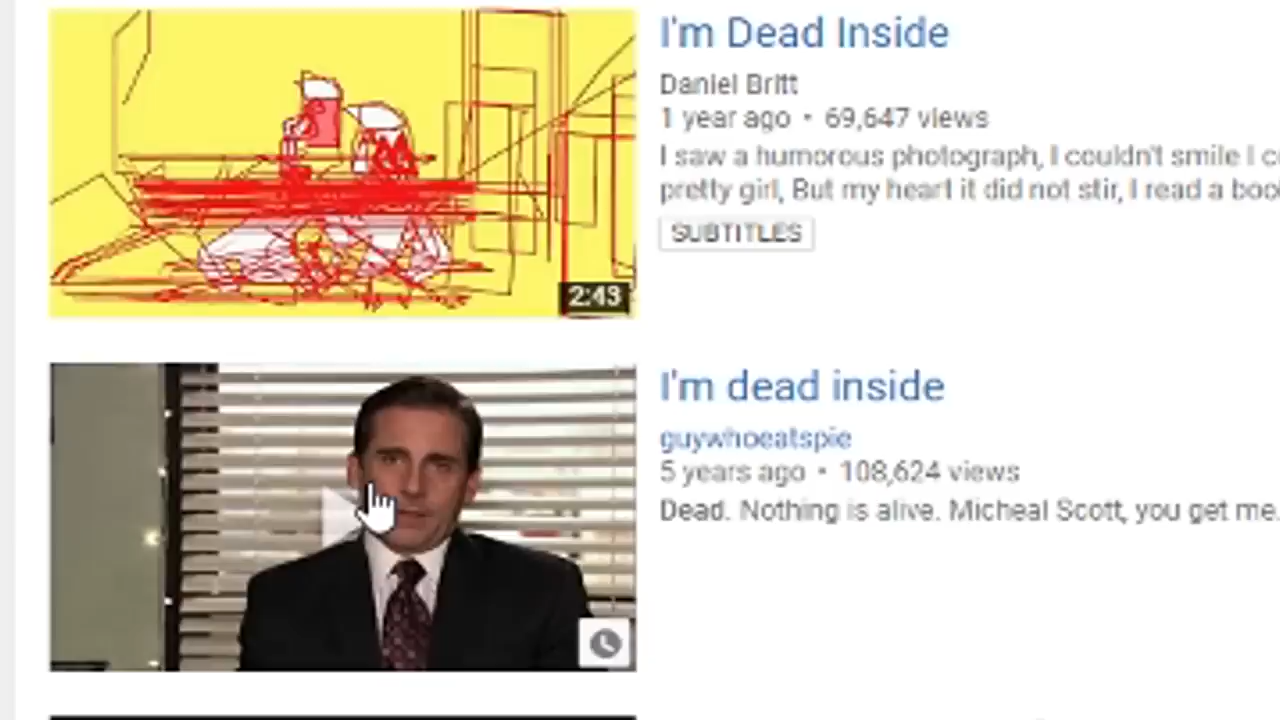 I'm Dead Inside
Daniel Britt
1 year ago • 69,647 views
I saw a humorous photograph, I couldn't smile I
pretty girl, But my heart it did not stir, I read a
SUBTITLES
2:43
I'm dead inside
guywhoeatspie
5 years ago • 108,624 views
Dead. Nothing is alive. Micheal Scott, you get me.